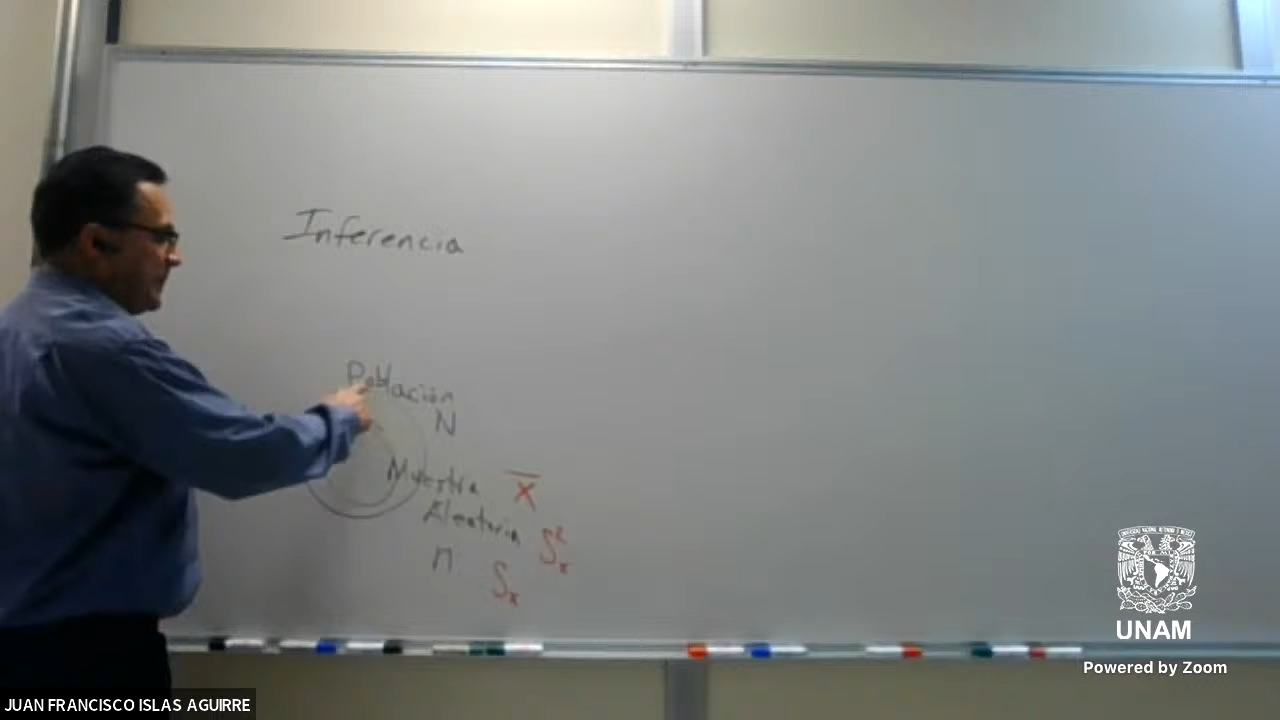 Inferencia
Población
N
Muestra
Aleatoria
n
x̄
S²ₓ
Sₓ
UNAM
Powered by Zoom
JUAN FRANCISCO ISLAS AGUIRRE